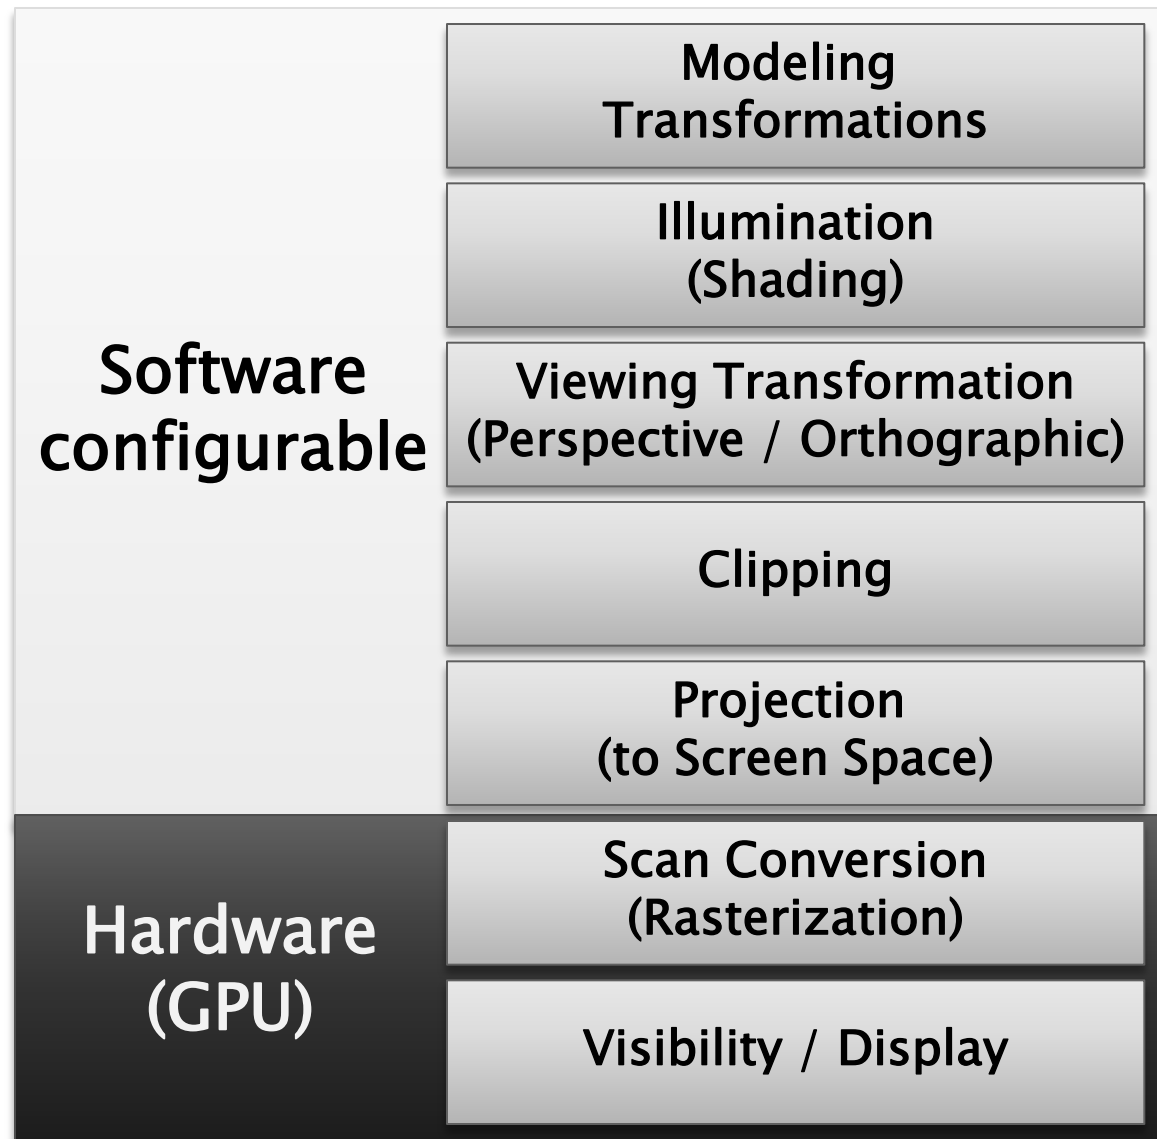 Software
configurable
Modeling
Transformations
Illumination
(Shading)
Viewing Transformation
(Perspective / Orthographic)
Clipping
Projection
(to Screen Space)
Hardware
(GPU)
Scan Conversion
(Rasterization)
Visibility / Display